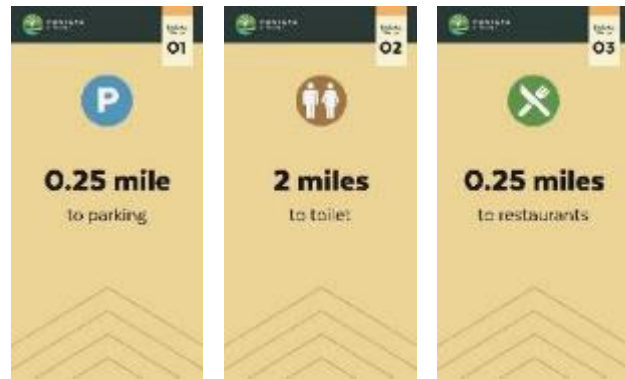 01
P
0.25 mile
to parking
02
2 miles
to toilet
03
0.25 miles
to restaurants